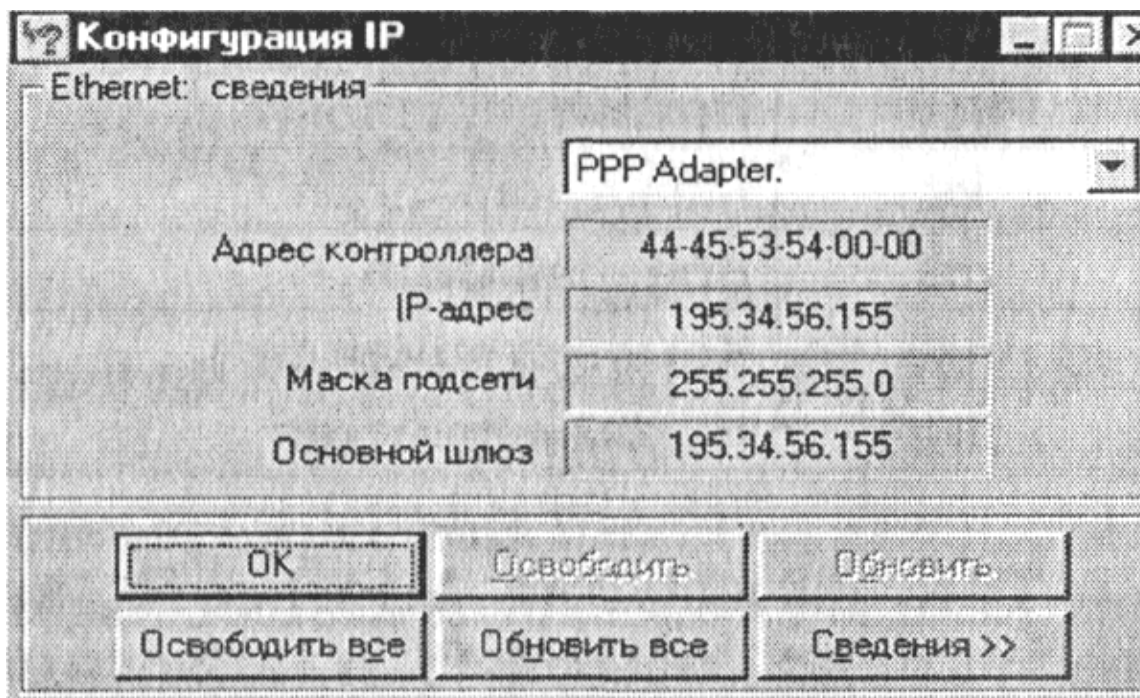 Конфигурация IP
Ethernet: сведения
PPP Adapter.
Адрес контроллера 44-45-53-54-00-00
IP-адрес 195.34.56.155
Маска подсети 255.255.255.0
Основной шлюз 195.34.56.155
OK Освободить Обновить
Освободить все Обновить все Сведения >>